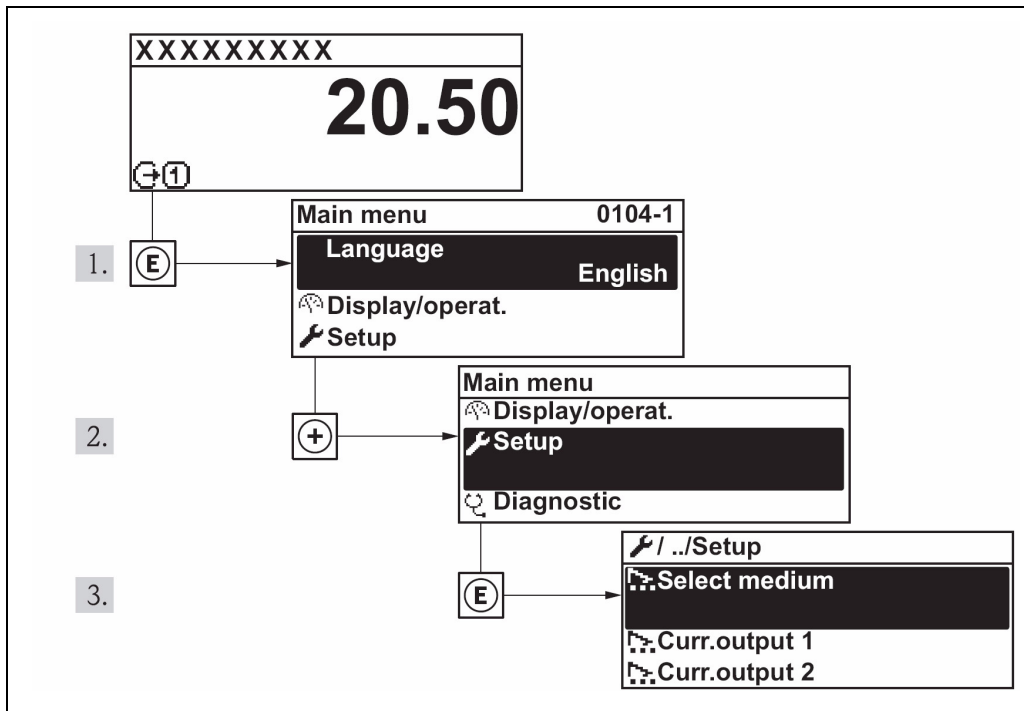 XXXXXXXXX
20.50
1
Main menu 0104-1
1. E
Language
English
Display/operat.
Setup
Main menu
Display/operat.
2. +
Setup
Diagnostic
/ ../Setup
3. E
Select medium
Curr.output 1
Curr.output 2